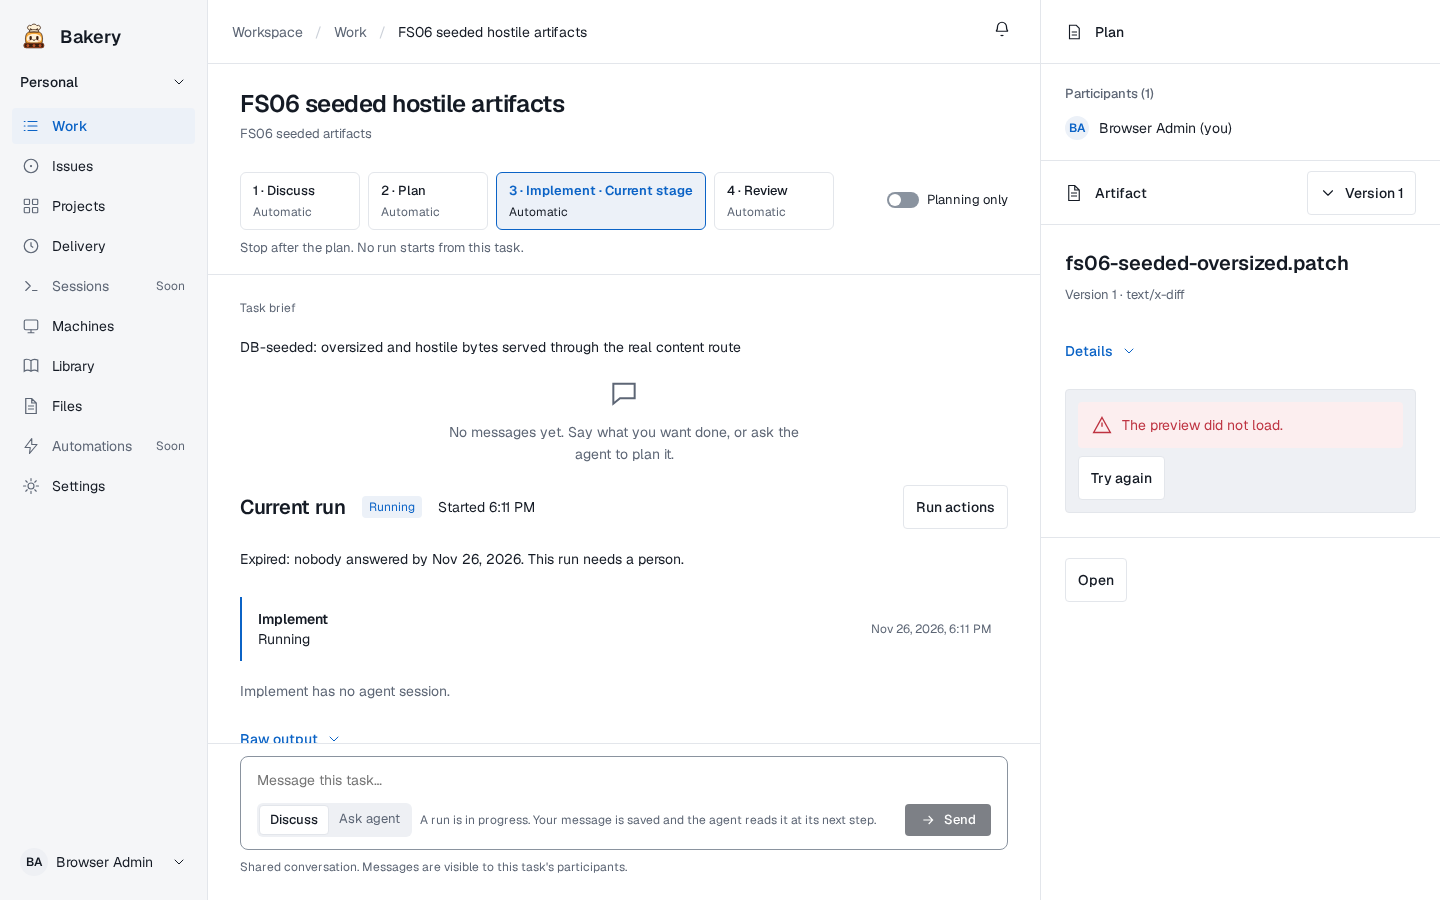 Bakery
Personal
Work
Issues
Projects
Delivery
Sessions Soon
Machines
Library
Files
Automations Soon
Settings
BA Browser Admin
Workspace / Work / FS06 seeded hostile artifacts
FS06 seeded hostile artifacts
FS06 seeded artifacts
1 · Discuss
Automatic
2 · Plan
Automatic
3 · Implement · Current stage
Automatic
4 · Review
Automatic
Planning only
Stop after the plan. No run starts from this task.
Task brief
DB-seeded: oversized and hostile bytes served through the real content route
No messages yet. Say what you want done, or ask the
agent to plan it.
Current run Running Started 6:11 PM Run actions
Expired: nobody answered by Nov 26, 2026. This run needs a person.
Implement
Running
Nov 26, 2026, 6:11 PM
Implement has no agent session.
Raw output
Message this task...
Discuss Ask agent A run is in progress. Your message is saved and the agent reads it at its next step. Send
Shared conversation. Messages are visible to this task's participants.
Plan
Participants (1)
BA Browser Admin (you)
Artifact Version 1
fs06-seeded-oversized.patch
Version 1 · text/x-diff
Details
The preview did not load.
Try again
Open